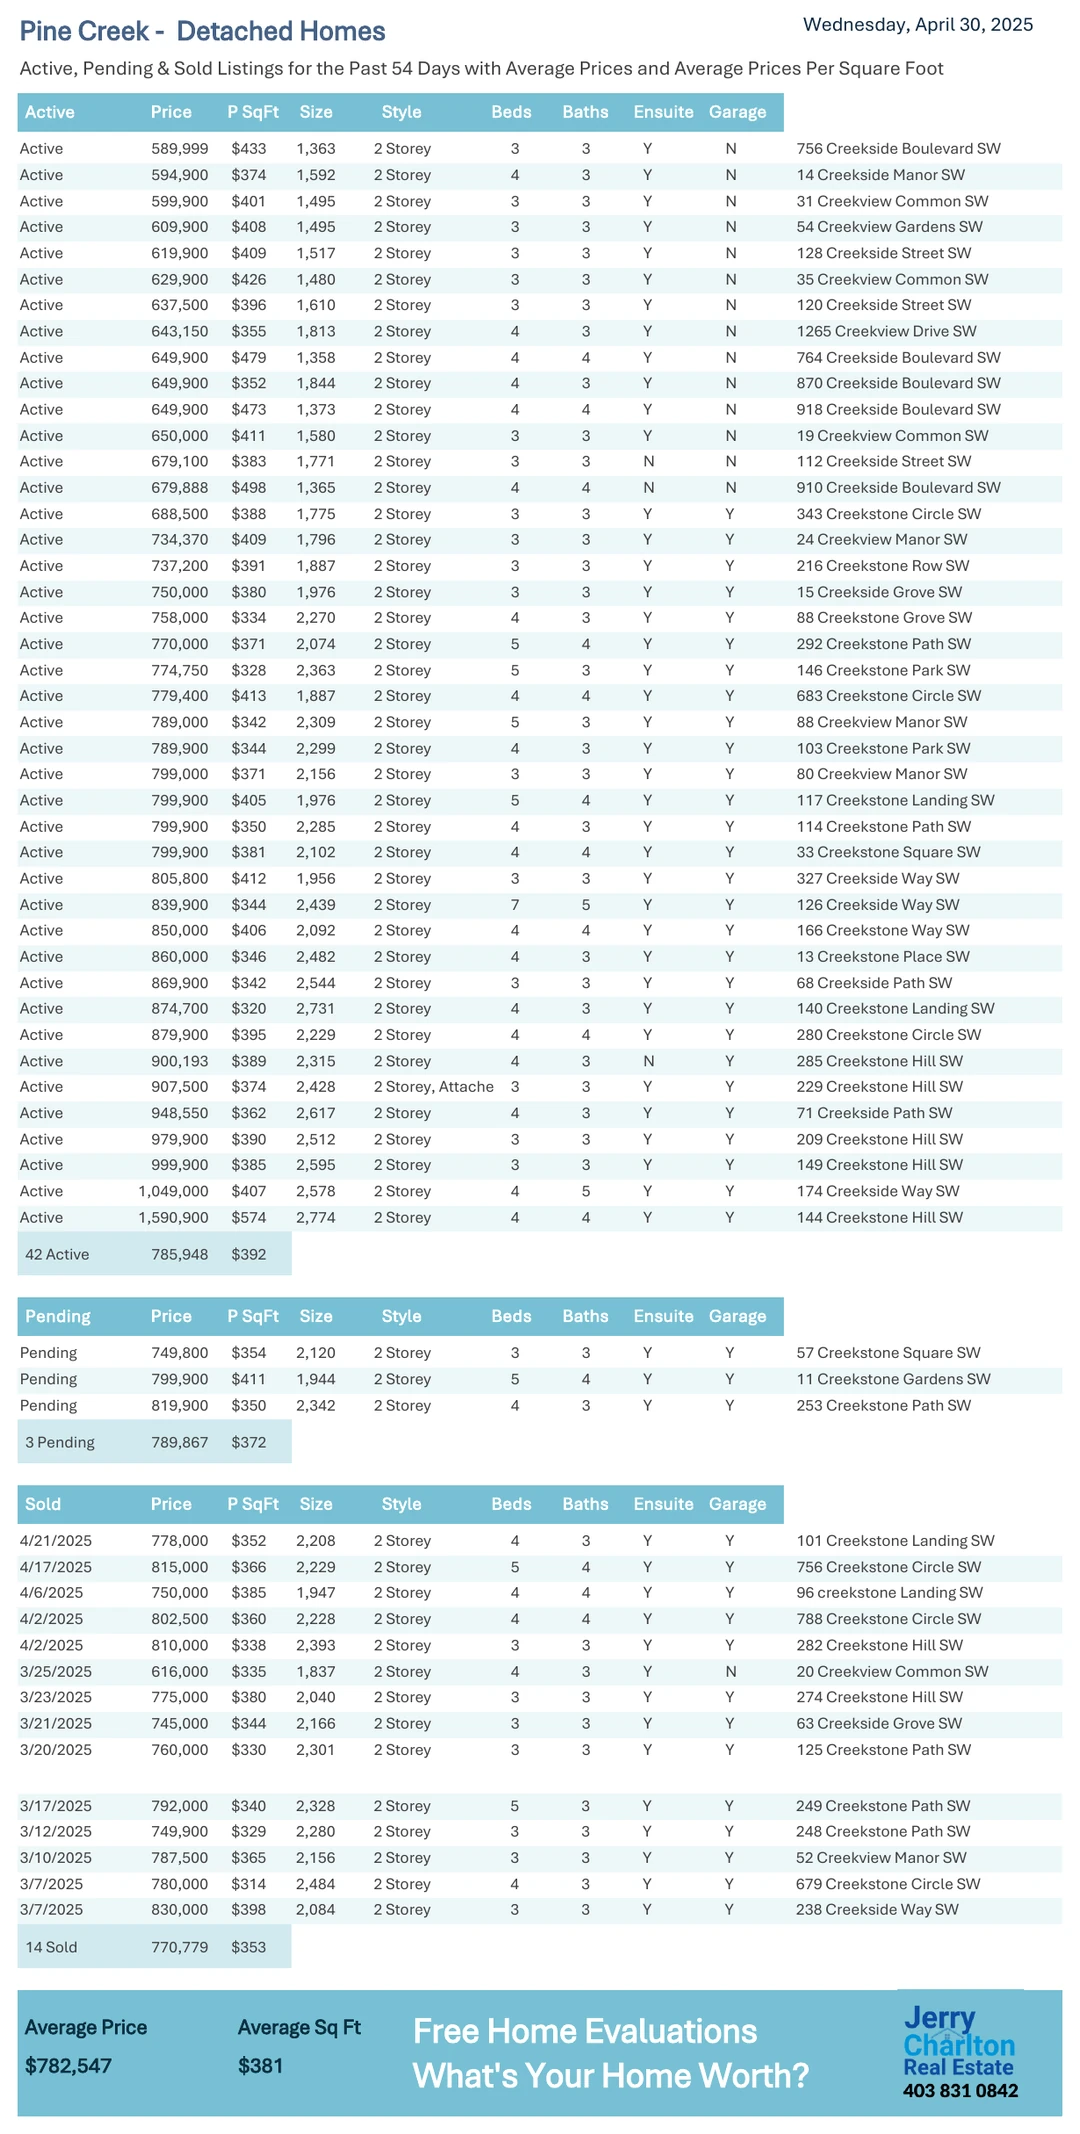 Pine Creek -  Detached Homes
Wednesday, April 30, 2025
Active, Pending & Sold Listings for the Past 54 Days with Average Prices and Average Prices Per Square Foot
Active Price P SqFt Size Style Beds Baths Ensuite Garage
Active 589,999 $433 1,363 2 Storey 3 3 Y N 756 Creekside Boulevard SW
Active 594,900 $374 1,592 2 Storey 4 3 Y N 14 Creekside Manor SW
Active 599,900 $401 1,495 2 Storey 3 3 Y N 31 Creekview Common SW
Active 609,900 $408 1,495 2 Storey 3 3 Y N 54 Creekview Gardens SW
Active 619,900 $409 1,517 2 Storey 3 3 Y N 128 Creekside Street SW
Active 629,900 $426 1,480 2 Storey 3 3 Y N 35 Creekview Common SW
Active 637,500 $396 1,610 2 Storey 3 3 Y N 120 Creekside Street SW
Active 643,150 $355 1,813 2 Storey 4 3 Y N 1265 Creekview Drive SW
Active 649,900 $479 1,358 2 Storey 4 4 Y N 764 Creekside Boulevard SW
Active 649,900 $352 1,844 2 Storey 4 3 Y N 870 Creekside Boulevard SW
Active 649,900 $473 1,373 2 Storey 4 4 Y N 918 Creekside Boulevard SW
Active 650,000 $411 1,580 2 Storey 3 3 Y N 19 Creekview Common SW
Active 679,100 $383 1,771 2 Storey 3 3 N N 112 Creekside Street SW
Active 679,888 $498 1,365 2 Storey 4 4 N N 910 Creekside Boulevard SW
Active 688,500 $388 1,775 2 Storey 3 3 Y Y 343 Creekstone Circle SW
Active 734,370 $409 1,796 2 Storey 3 3 Y Y 24 Creekview Manor SW
Active 737,200 $391 1,887 2 Storey 3 3 Y Y 216 Creekstone Row SW
Active 750,000 $380 1,976 2 Storey 3 3 Y Y 15 Creekside Grove SW
Active 758,000 $334 2,270 2 Storey 4 3 Y Y 88 Creekstone Grove SW
Active 770,000 $371 2,074 2 Storey 5 4 Y Y 292 Creekstone Path SW
Active 774,750 $328 2,363 2 Storey 5 3 Y Y 146 Creekstone Park SW
Active 779,400 $413 1,887 2 Storey 4 4 Y Y 683 Creekstone Circle SW
Active 789,000 $342 2,309 2 Storey 5 3 Y Y 88 Creekview Manor SW
Active 789,900 $344 2,299 2 Storey 4 3 Y Y 103 Creekstone Park SW
Active 799,000 $371 2,156 2 Storey 3 3 Y Y 80 Creekview Manor SW
Active 799,900 $405 1,976 2 Storey 5 4 Y Y 117 Creekstone Landing SW
Active 799,900 $350 2,285 2 Storey 4 3 Y Y 114 Creekstone Path SW
Active 799,900 $381 2,102 2 Storey 4 4 Y Y 33 Creekstone Square SW
Active 805,800 $412 1,956 2 Storey 3 3 Y Y 327 Creekside Way SW
Active 839,900 $344 2,439 2 Storey 7 5 Y Y 126 Creekside Way SW
Active 850,000 $406 2,092 2 Storey 4 4 Y Y 166 Creekstone Way SW
Active 860,000 $346 2,482 2 Storey 4 3 Y Y 13 Creekstone Place SW
Active 869,900 $342 2,544 2 Storey 3 3 Y Y 68 Creekside Path SW
Active 874,700 $320 2,731 2 Storey 4 3 Y Y 140 Creekstone Landing SW
Active 879,900 $395 2,229 2 Storey 4 4 Y Y 280 Creekstone Circle SW
Active 900,193 $389 2,315 2 Storey 4 3 N Y 285 Creekstone Hill SW
Active 907,500 $374 2,428 2 Storey, Attache 3 3 Y Y 229 Creekstone Hill SW
Active 948,550 $362 2,617 2 Storey 4 3 Y Y 71 Creekside Path SW
Active 979,900 $390 2,512 2 Storey 3 3 Y Y 209 Creekstone Hill SW
Active 999,900 $385 2,595 2 Storey 3 3 Y Y 149 Creekstone Hill SW
Active 1,049,000 $407 2,578 2 Storey 4 5 Y Y 174 Creekside Way SW
Active 1,590,900 $574 2,774 2 Storey 4 4 Y Y 144 Creekstone Hill SW
42 Active 785,948 $392
Pending Price P SqFt Size Style Beds Baths Ensuite Garage
Pending 749,800 $354 2,120 2 Storey 3 3 Y Y 57 Creekstone Square SW
Pending 799,900 $411 1,944 2 Storey 5 4 Y Y 11 Creekstone Gardens SW
Pending 819,900 $350 2,342 2 Storey 4 3 Y Y 253 Creekstone Path SW
3 Pending 789,867 $372
Sold Price P SqFt Size Style Beds Baths Ensuite Garage
4/21/2025 778,000 $352 2,208 2 Storey 4 3 Y Y 101 Creekstone Landing SW
4/17/2025 815,000 $366 2,229 2 Storey 5 4 Y Y 756 Creekstone Circle SW
4/6/2025 750,000 $385 1,947 2 Storey 4 4 Y Y 96 creekstone Landing SW
4/2/2025 802,500 $360 2,228 2 Storey 4 4 Y Y 788 Creekstone Circle SW
4/2/2025 810,000 $338 2,393 2 Storey 3 3 Y Y 282 Creekstone Hill SW
3/25/2025 616,000 $335 1,837 2 Storey 4 3 Y N 20 Creekview Common SW
3/23/2025 775,000 $380 2,040 2 Storey 3 3 Y Y 274 Creekstone Hill SW
3/21/2025 745,000 $344 2,166 2 Storey 3 3 Y Y 63 Creekside Grove SW
3/20/2025 760,000 $330 2,301 2 Storey 3 3 Y Y 125 Creekstone Path SW
3/17/2025 792,000 $340 2,328 2 Storey 5 3 Y Y 249 Creekstone Path SW
3/12/2025 749,900 $329 2,280 2 Storey 3 3 Y Y 248 Creekstone Path SW
3/10/2025 787,500 $365 2,156 2 Storey 3 3 Y Y 52 Creekview Manor SW
3/7/2025 780,000 $314 2,484 2 Storey 4 3 Y Y 679 Creekstone Circle SW
3/7/2025 830,000 $398 2,084 2 Storey 3 3 Y Y 238 Creekside Way SW
14 Sold 770,779 $353
Average Price Average Sq Ft
$782,547 $381
Free Home Evaluations
What's Your Home Worth?
Jerry
Charlton
Real Estate
403 831 0842